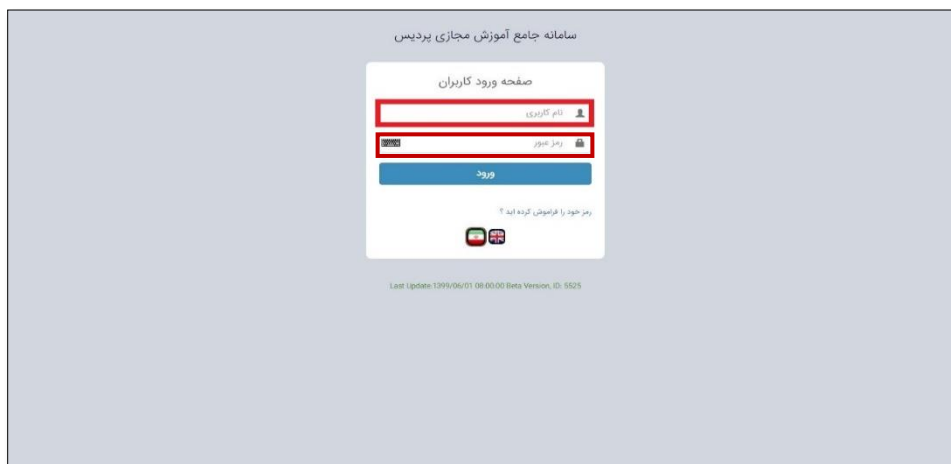 سامانه جامع آموزش مجازی پردیس
صفحه ورود کاربران
نام کاربری
رمز عبور
ورود
رمز خود را فراموش کرده اید ؟
Last Update:1399/06/01 08:00:00 Beta Version, ID: 5525